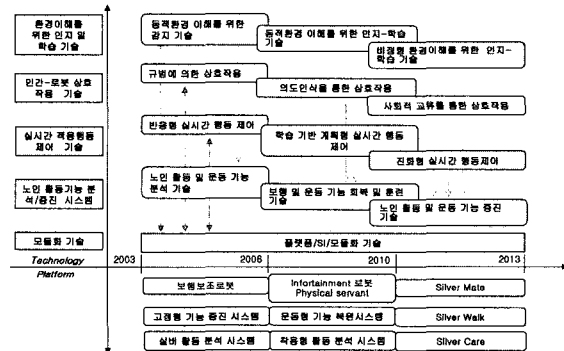 환경이해를
위한 인지 및
학습 기술
동적환경 이해를 위한
감지 기술
동적환경 이해를 위한 인지-학습
기술
비정형 환경이해를 위한 인지-
학습 기술
민간-로봇 상호
작용 기술
규범에 의한 상호작용
의도인식을 통한 상호작용
사회적 교류를 통한 상호작용
실시간 적응행동
제어 기술
반응형 실시간 행동 제어
학습 기반 계획형 실시간 행동
제어
진화형 실시간 행동제어
노인 활동기능 분
석/증진 시스템
노인 활동 및 운동 기능
분석 기술
보행 및 운동 기능 회복 및 훈련
기술
노인 활동 및 운동 기능 증진
기술
모듈화 기술
플랫폼/SI/모듈화 기술
Technology
2003
2006
2010
2013
Platform
보행보조로봇
Infortainment 로봇
Physical servant
Silver Mate
고정형 기능 증진 시스템
운동형 기능 복원시스템
Silver Walk
실버 활동 분석 시스템
착용형 활동 분석 시스템
Silver Care